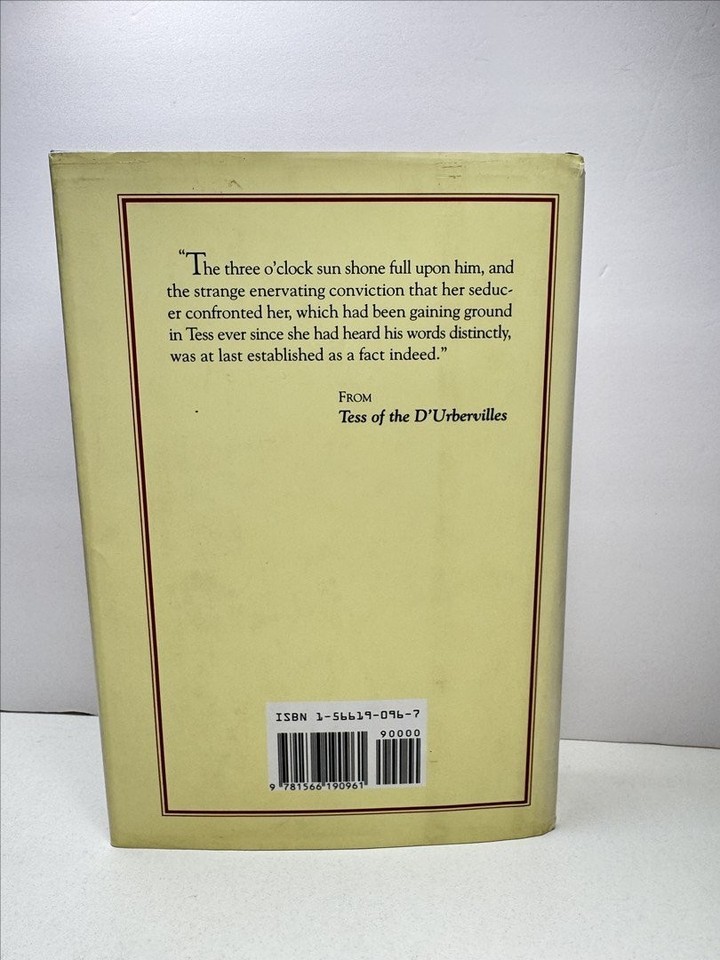 “The three o’clock sun shone full upon him, and
the strange enervating conviction that her seduc-
er confronted her, which had been gaining ground
in Tess ever since she had heard his words distinctly,
was at last established as a fact indeed.”
FROM
Tess of the D’Urbervilles
ISBN 1-56619-096-7
90000
9 781566 190961